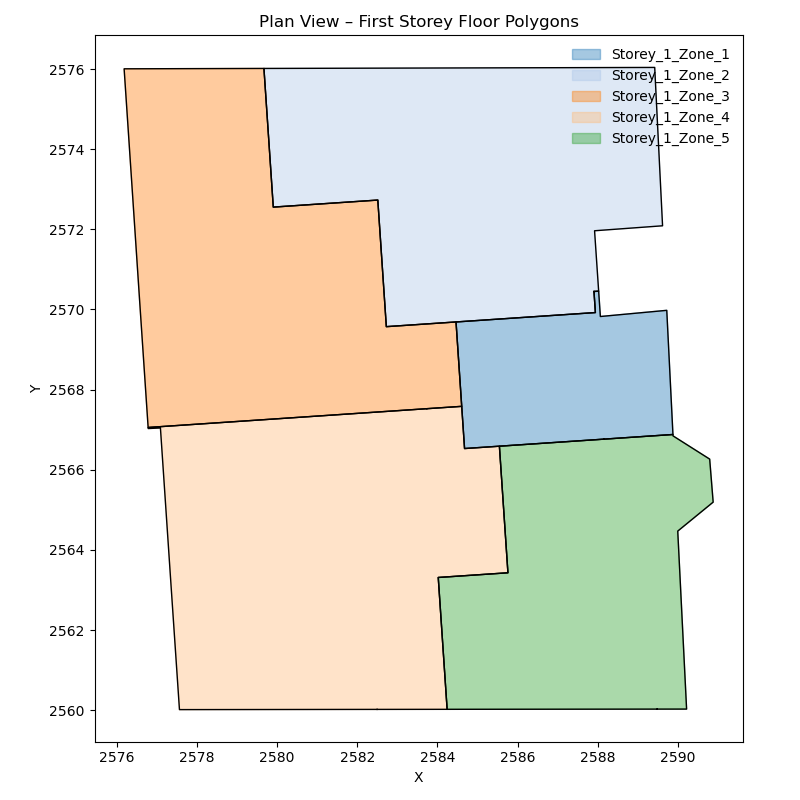 Plan View – First Storey Floor Polygons
Storey_1_Zone_1
Storey_1_Zone_2
Storey_1_Zone_3
Storey_1_Zone_4
Storey_1_Zone_5
2576
2574
2572
2570
2568
2566
2564
2562
2560
Y
2576 2578 2580 2582 2584 2586 2588 2590
X